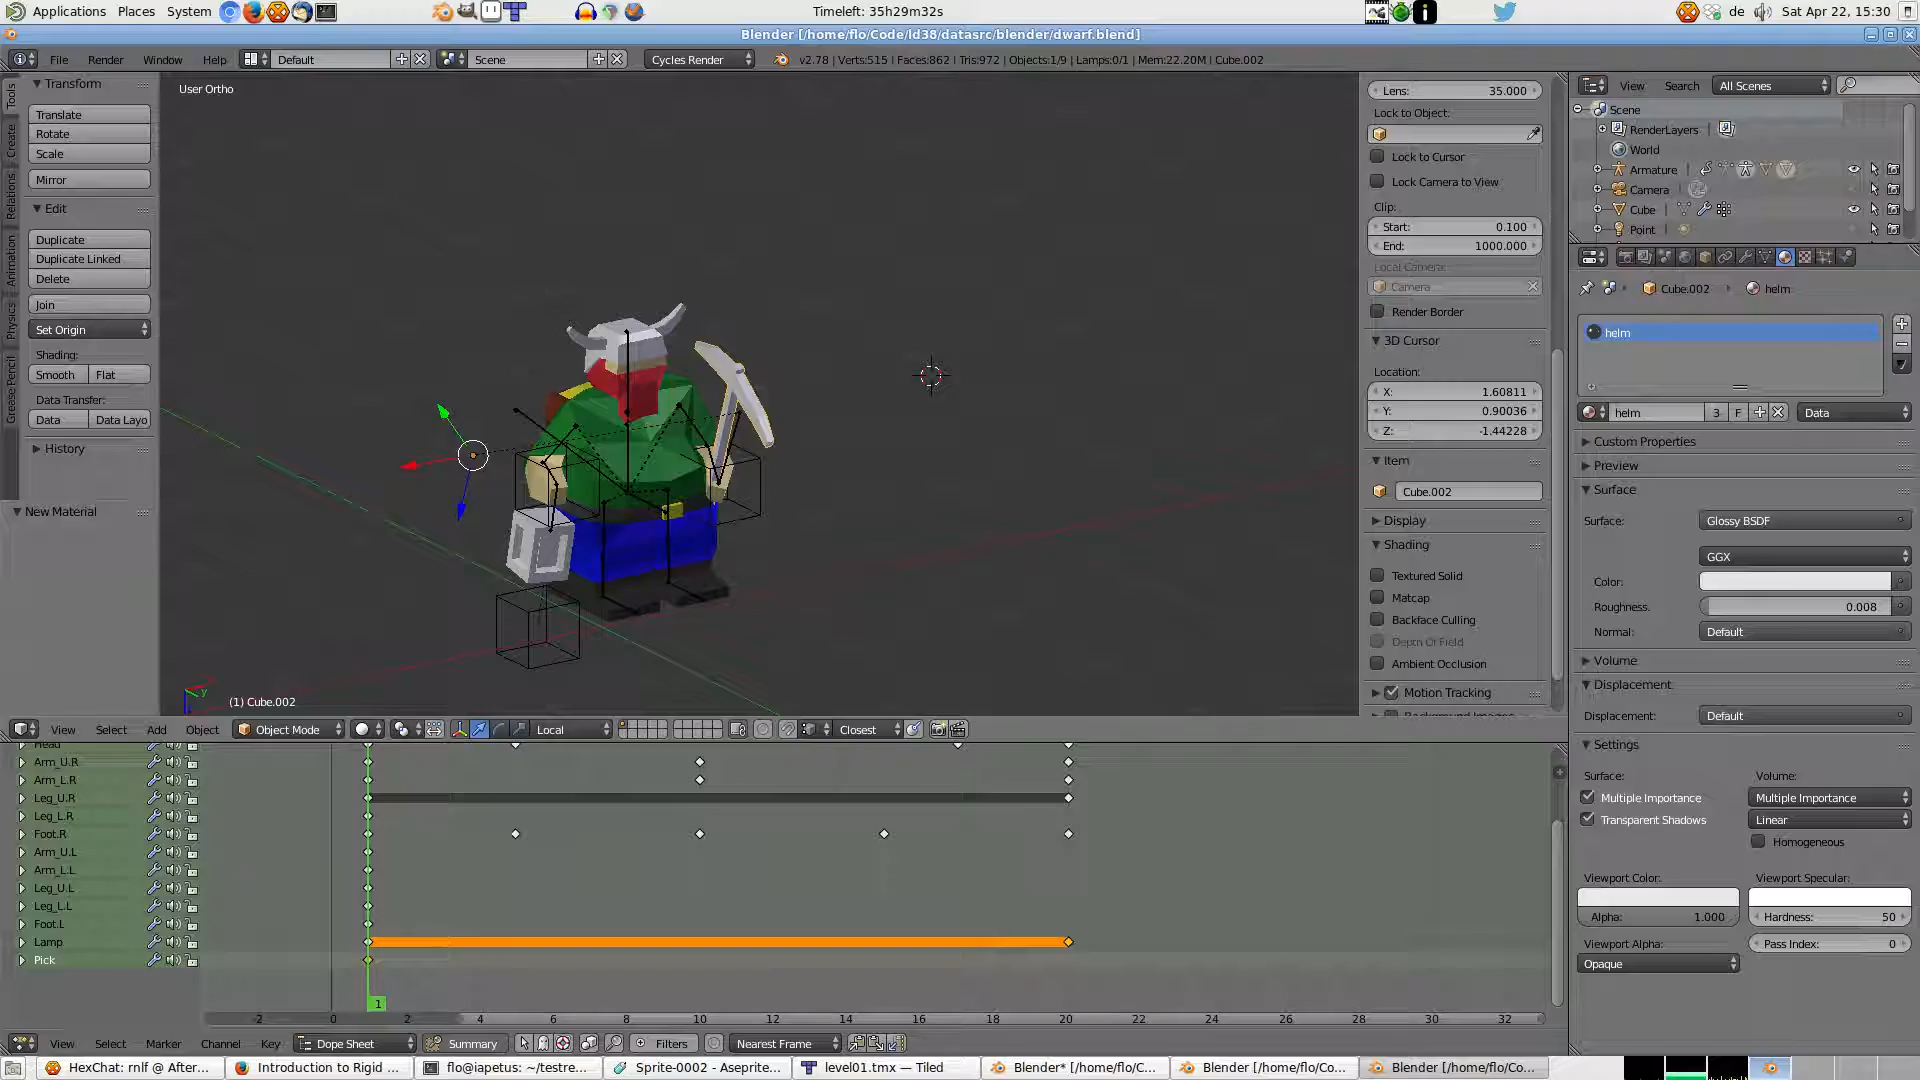 Applications Places System Timeleft: 35h29m32s de Sat Apr 22, 15:30
Blender [/home/flo/Code/ld38/datasrc/blender/dwarf.blend]
File Render Window Help Default Scene Cycles Render v2.78 | Verts:515 | Faces:862 | Tris:972 | Objects:1/9 | Lamps:0/1 | Mem:22.20M | Cube.002
Tools
Create
Relations
Animation
Physics
Grease Pencil
Transform
Translate
Rotate
Scale
Mirror
Edit
Duplicate
Duplicate Linked
Delete
Join
Set Origin
Shading:
Smooth Flat
Data Transfer:
Data Data Layo
History
New Material
User Ortho
y
(1) Cube.002
Lens: 35.000
Lock to Object:
Lock to Cursor
Lock Camera to View
Clip:
Start: 0.100
End: 1000.000
Local Camera:
Camera
Render Border
3D Cursor
Location:
X: 1.60811
Y: 0.90036
Z: -1.44228
Item
Cube.002
Display
Shading
Textured Solid
Matcap
Backface Culling
Depth Of Field
Ambient Occlusion
Motion Tracking
Background Images
View Search All Scenes
Scene
RenderLayers
World
Armature
Camera
Cube
Point
Cube.002 helm
helm
helm 3 F Data
Custom Properties
Preview
Surface
Surface: Glossy BSDF
GGX
Color:
Roughness. 0.008
Normal: Default
Volume
Displacement
Displacement: Default
Settings
Surface: Volume:
Multiple Importance Multiple Importance
Transparent Shadows Linear
Homogeneous
Viewport Color: Viewport Specular:
Alpha: 1.000 Hardness: 50
Viewport Alpha: Pass Index: 0
Opaque
View Select Add Object Object Mode Local Closest
Head
Arm_U.R
Arm_L.R
Leg_U.R
Leg_L.R
Foot.R
Arm_U.L
Arm_L.L
Leg_U.L
Leg_L.L
Foot.L
Lamp
Pick
1
-2 0 2 4 6 8 10 12 14 16 18 20 22 24 26 28 30 32
View Select Marker Channel Key Dope Sheet Summary Filters Nearest Frame
HexChat: rnlf @ After... Introduction to Rigid ... flo@iapetus: ~/testre... Sprite-0002 - Aseprite... level01.tmx — Tiled Blender* [/home/flo/C... Blender [/home/flo/Co... Blender [/home/flo/Co...